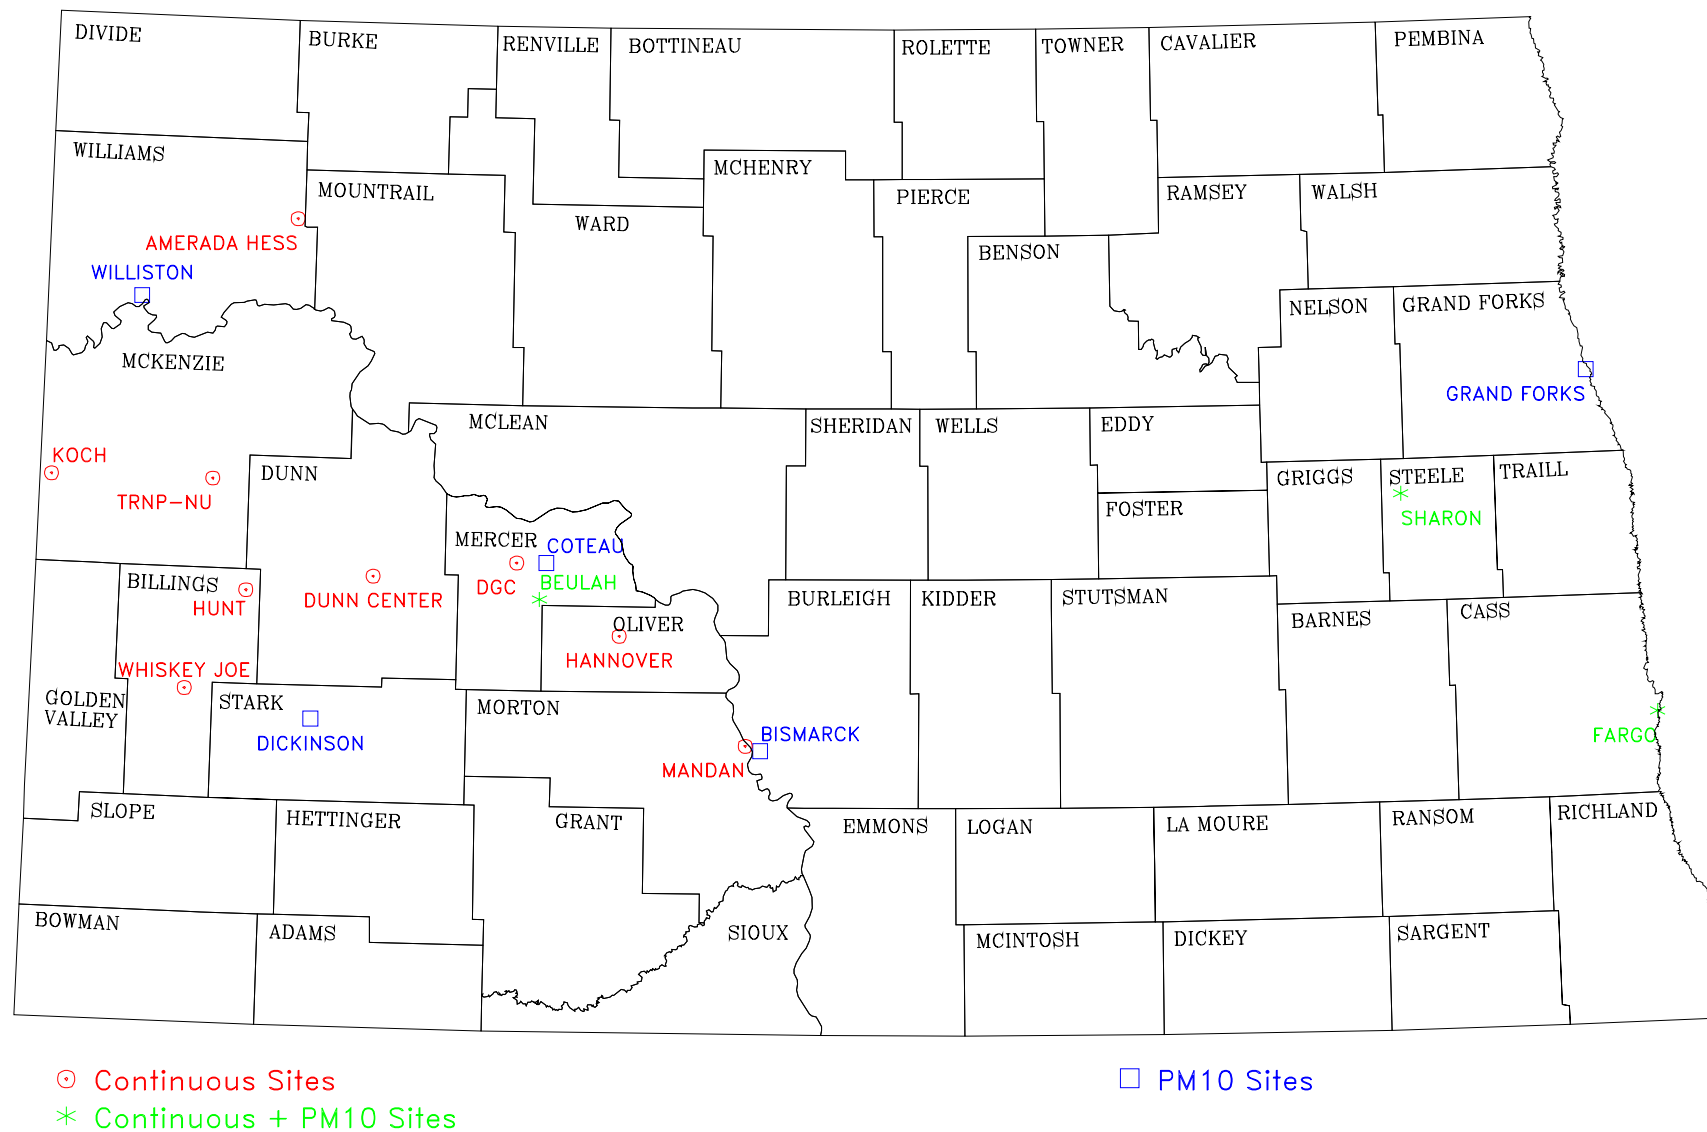 DIVIDE
BURKE
RENVILLE
BOTTINEAU
ROLETTE
TOWNER
CAVALIER
PEMBINA
WILLIAMS
MOUNTRAIL
WARD
MCHENRY
PIERCE
BENSON
RAMSEY
WALSH
AMERADA HESS
WILLISTON
MCKENZIE
NELSON
GRAND FORKS
GRAND FORKS
KOCH
TRNP-NU
DUNN
MCLEAN
SHERIDAN
WELLS
EDDY
FOSTER
GRIGGS
STEELE
SHARON
TRAILL
MERCER
COTEAU
DGC
BEULAH
BILLINGS
HUNT
DUNN CENTER
OLIVER
HANNOVER
BURLEIGH
KIDDER
STUTSMAN
BARNES
CASS
WHISKEY JOE
GOLDEN
VALLEY
STARK
DICKINSON
MORTON
MANDAN
BISMARCK
FARGO
SLOPE
HETTINGER
GRANT
EMMONS
LOGAN
LA MOURE
RANSOM
RICHLAND
BOWMAN
ADAMS
SIOUX
MCINTOSH
DICKEY
SARGENT
Continuous Sites
PM10 Sites
Continuous + PM10 Sites